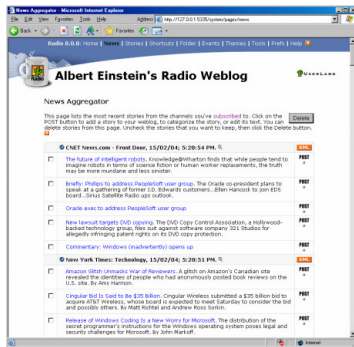 News Aggregator - Microsoft Internet Explorer
File Edit View Favorites Tools Help Address http://127.0.0.1:5335/system/pages/news
Back Search Favorites
Radio 8.0.8: Home | News | Stories | Shortcuts | Folder | Events | Themes | Tools | Prefs | Help
Albert Einstein's Radio Weblog
USERLAND
News Aggregator
This page lists the most recent stories from the channels you've subscribed to. Click on the
POST button to add a story to your weblog, to categorize the story, or edit its text. You can
delete stories from this page. Uncheck the stories that you want to keep, then click the Delete
button.
Delete
CNET News.com - Front Door, 15/02/04; 5:28:54 PM.
XML
The future of intelligent robots. Knowledge@Wharton finds that while people tend to
imagine robots in terms of science fiction or human worker replacements, the truth
may be more mundane and less sinister.
POST
Briefly: Philips to address PeopleSoft user group. The Oracle co-president plans to
speak at a gathering of former J.D. Edwards customers...Ellen Hancock to join EDS
board...Sirius Satellite Radio ups outlook.
POST
Oracle exec to address PeopleSoft user group
POST
New lawsuit targets DVD copying. The DVD Copy Control Association, a Hollywood-
backed technology group, files suit against software company 321 Studios for
allegedly infringing patent rights on its DVD copy protection.
POST
Commentary: Windows (inadvertently) opens up
POST
New York Times: Technology, 15/02/04; 5:28:51 PM.
XML
Amazon Glitch Unmasks War of Reviewers. A glitch on Amazon's Canadian site
revealed the identities of people who had anonymously posted book reviews on the
U.S. site. By Amy Harmon.
POST
Cingular Bid Is Said to Be $35 Billion. Cingular Wireless submitted a $35 billion bid to
acquire AT&T Wireless, whose board is expected to meet Saturday to consider the bid
and possibly others. By Matt Richtel and Andrew Ross Sorkin.
POST
Release of Windows Coding Is a New Worry for Microsoft. The distribution of the
secret programmer's instructions for the Windows operating system poses legal and
security challenges for Microsoft. By John Markoff.
POST
Internet